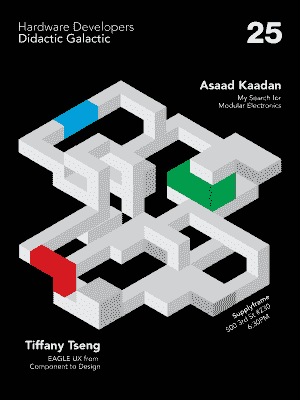 Hardware Developers
Didactic Galactic
25
Asaad Kaadan
My Search for
Modular Electronics
Supplyframe
500 3rd St #230
6:30PM
Tiffany Tseng
EAGLE UX from
Component to Design